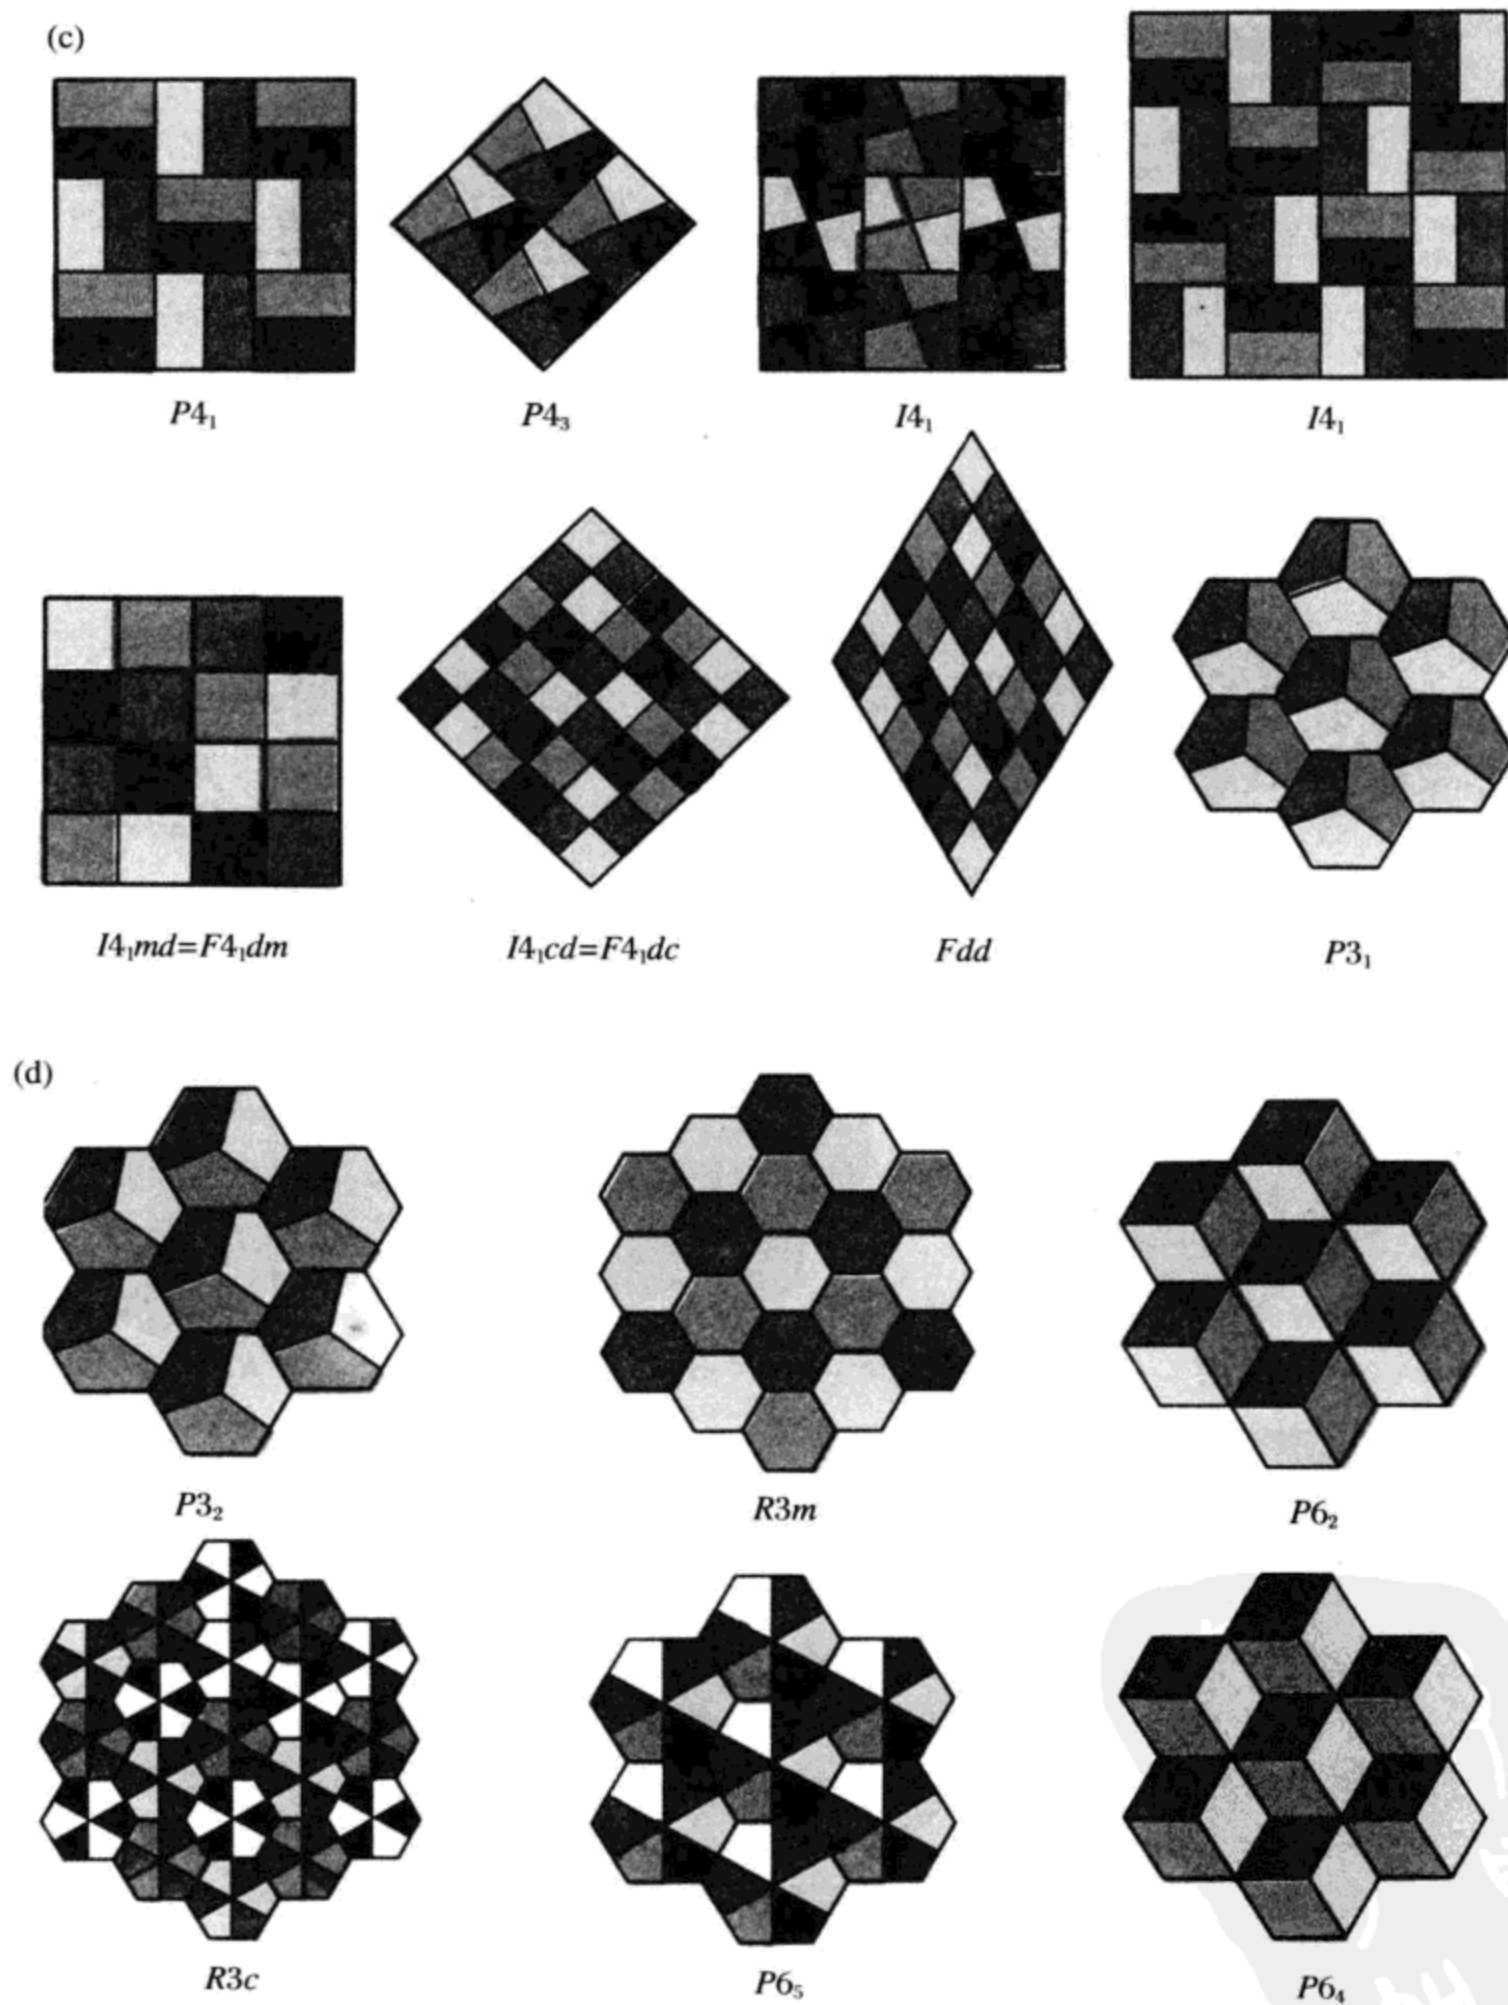 (c)
P4₁
P4₃
I4₁
I4₁
I4₁md=F4₁dm
I4₁cd=F4₁dc
Fdd
P3₁
(d)
P3₂
R3m
P6₂
R3c
P6₅
P6₄